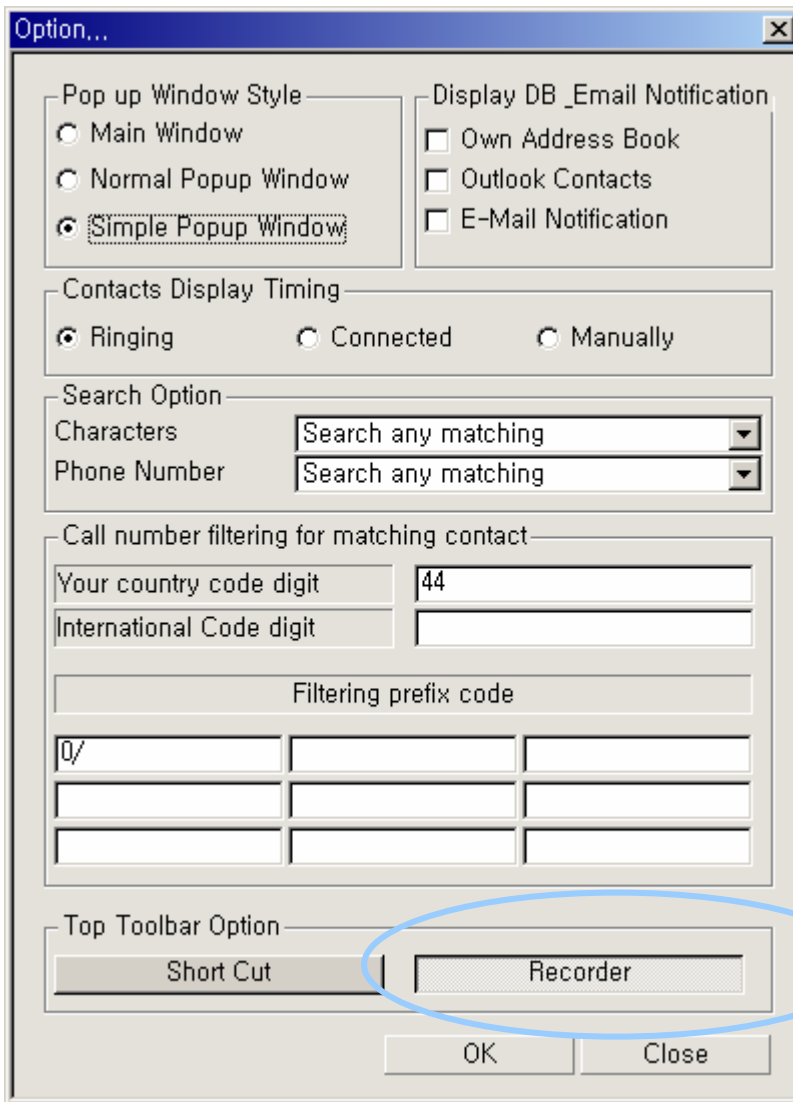 Option...
Pop up Window Style
Main Window
Normal Popup Window
Simple Popup Window
Display DB _Email Notification
Own Address Book
Outlook Contacts
E-Mail Notification
Contacts Display Timing
Ringing Connected Manually
Search Option
Characters Search any matching
Phone Number Search any matching
Call number filtering for matching contact
Your country code digit 44
International Code digit
Filtering prefix code
0/
Top Toolbar Option
Short Cut Recorder
OK Close